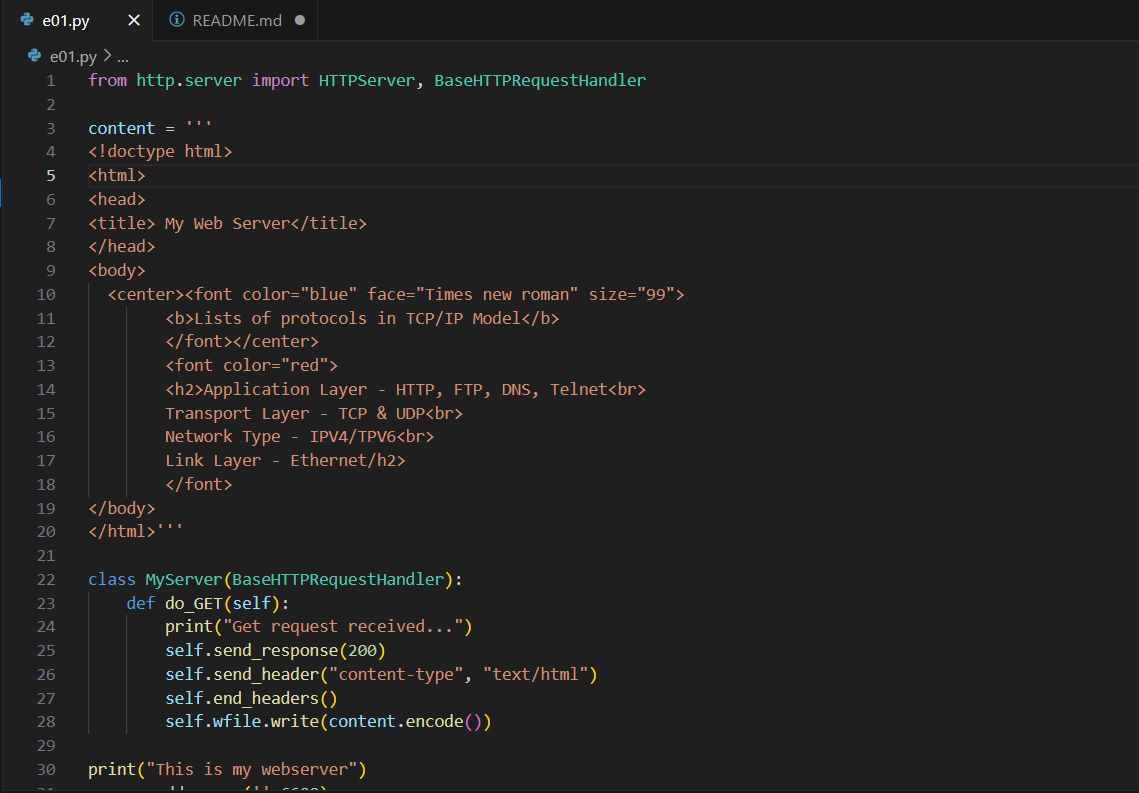 e01.py
README.md
e01.py > ...
1 from http.server import HTTPServer, BaseHTTPRequestHandler
2
3 content = '''
4 <!doctype html>
5 <html>
6 <head>
7 <title> My Web Server</title>
8 </head>
9 <body>
10 <center><font color="blue" face="Times new roman" size="99">
11 <b>Lists of protocols in TCP/IP Model</b>
12 </font></center>
13 <font color="red">
14 <h2>Application Layer - HTTP, FTP, DNS, Telnet<br>
15 Transport Layer - TCP & UDP<br>
16 Network Type - IPV4/TPV6<br>
17 Link Layer - Ethernet/h2>
18 </font>
19 </body>
20 </html>'''
21
22 class MyServer(BaseHTTPRequestHandler):
23 def do_GET(self):
24 print("Get request received...")
25 self.send_response(200)
26 self.send_header("content-type", "text/html")
27 self.end_headers()
28 self.wfile.write(content.encode())
29
30 print("This is my webserver")